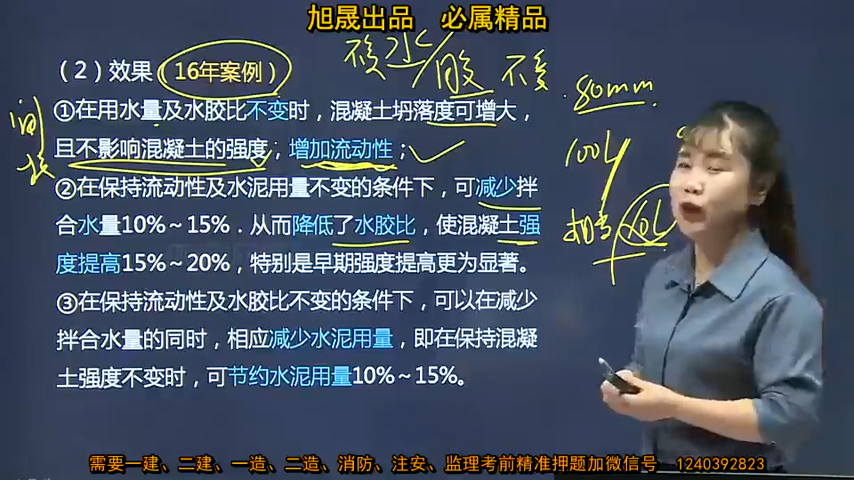 旭晟出品 必属精品
(2)效果(16年案例)
不变 水/胶 不变
80mm
①在用水量及水胶比不变时,混凝土坍落度可增大,
且不影响混凝土的强度;增加流动性;
100L
②在保持流动性及水泥用量不变的条件下,可减少拌
合水量10%~15%.从而降低了水胶比,使混凝土强
度提高15%~20%,特别是早期强度提高更为显著。
③在保持流动性及水胶比不变的条件下,可以在减少
拌合水量的同时,相应减少水泥用量,即在保持混凝
土强度不变时,可节约水泥用量10%~15%。
需要一建、二建、一造、二造、消防、注安、监理考前精准押题加微信号 1240392823